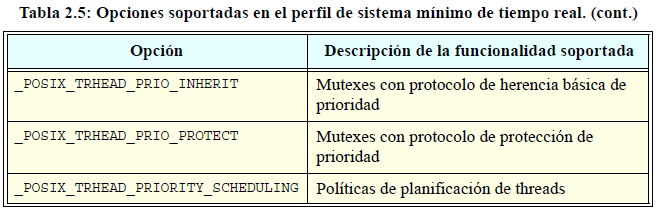 Tabla 2.5: Opciones soportadas en el perfil de sistema mínimo de tiempo real. (cont.)
Opción Descripción de la funcionalidad soportada
_POSIX_TRHEAD_PRIO_INHERIT Mutexes con protocolo de herencia básica de
prioridad
_POSIX_TRHEAD_PRIO_PROTECT Mutexes con protocolo de protección de
prioridad
_POSIX_TRHEAD_PRIORITY_SCHEDULING Políticas de planificación de threads